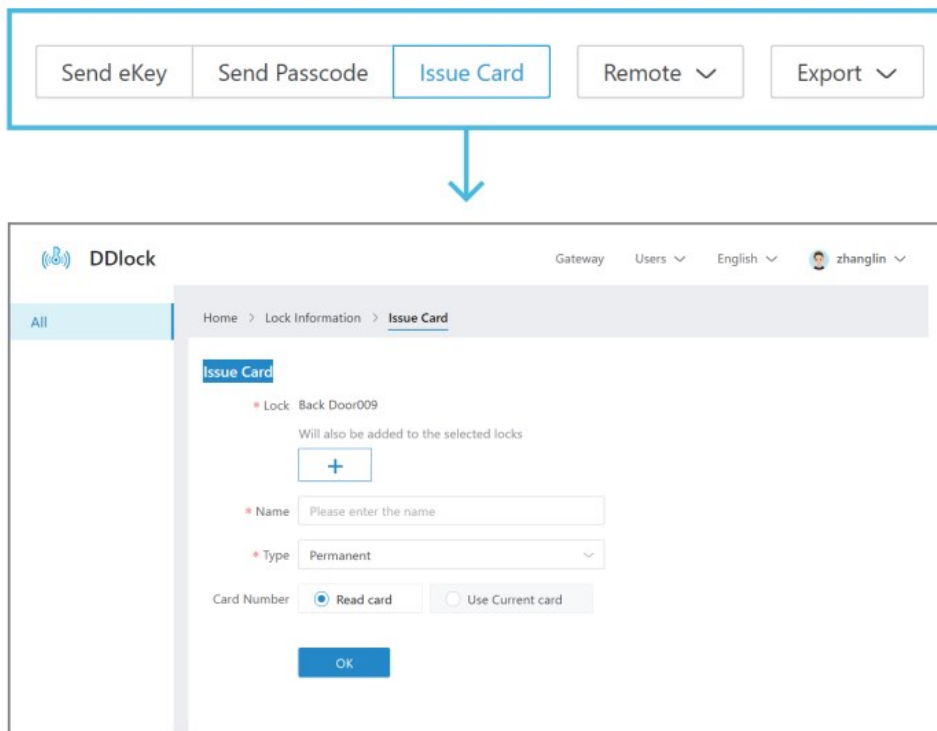 Send eKey Send Passcode Issue Card Remote Export
DDlock Gateway Users English zhanglin
All
Home > Lock Information > Issue Card
Issue Card
* Lock Back Door009
Will also be added to the selected locks
+
* Name Please enter the name
* Type Permanent
Card Number Read card Use Current card
OK